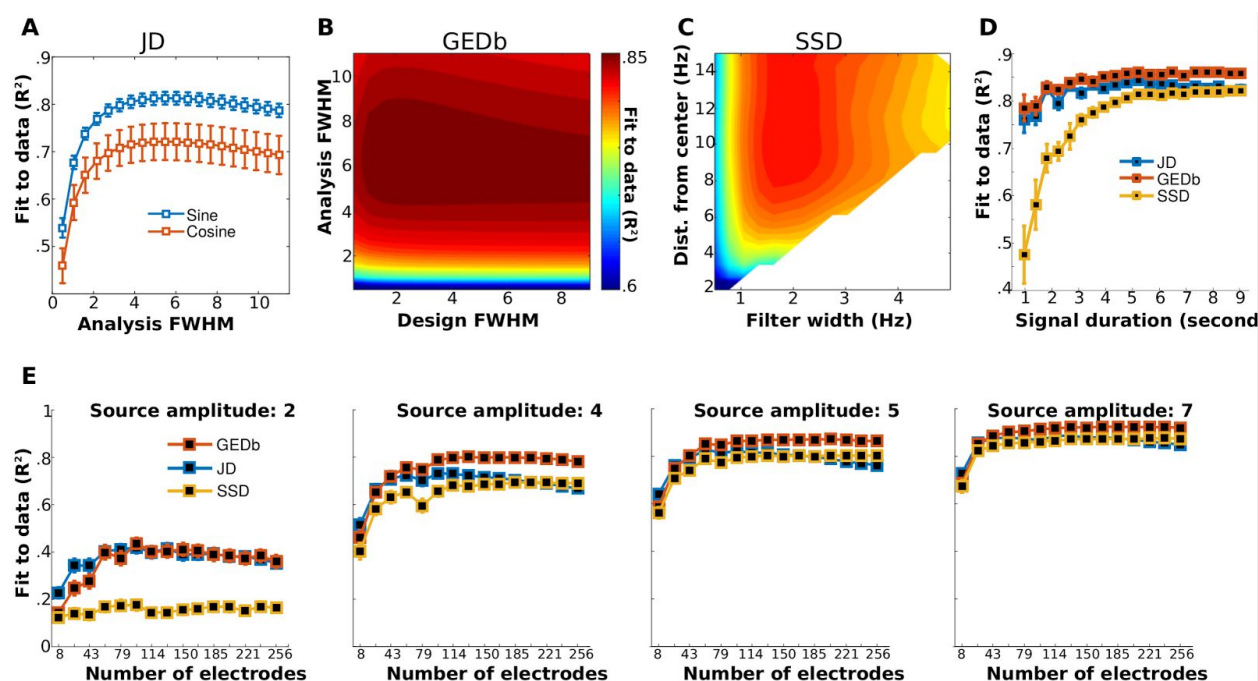 A
JD
.9
.8
.7
.6
.5
0 2 4 6 8 10
Fit to data (R²)
Analysis FWHM
Sine
Cosine
B
GEDb
10
8
6
4
2
2 4 6 8
Analysis FWHM
Design FWHM
.85
.6
Fit to data (R²)
C
SSD
14
12
10
8
6
4
2
1 2 3 4
Dist. from center (Hz)
Filter width (Hz)
D
.9
.8
.7
.6
.5
.4
1 2 3 4 5 6 7 8 9
Fit to data (R²)
Signal duration (second
JD
GEDb
SSD
E
Source amplitude: 2
1
.8
.6
.4
.2
0
Fit to data (R²)
GEDb
JD
SSD
8 43 79 114 150 185 221 256
Number of electrodes
Source amplitude: 4
8 43 79 114 150 185 221 256
Number of electrodes
Source amplitude: 5
8 43 79 114 150 185 221 256
Number of electrodes
Source amplitude: 7
8 43 79 114 150 185 221 256
Number of electrodes